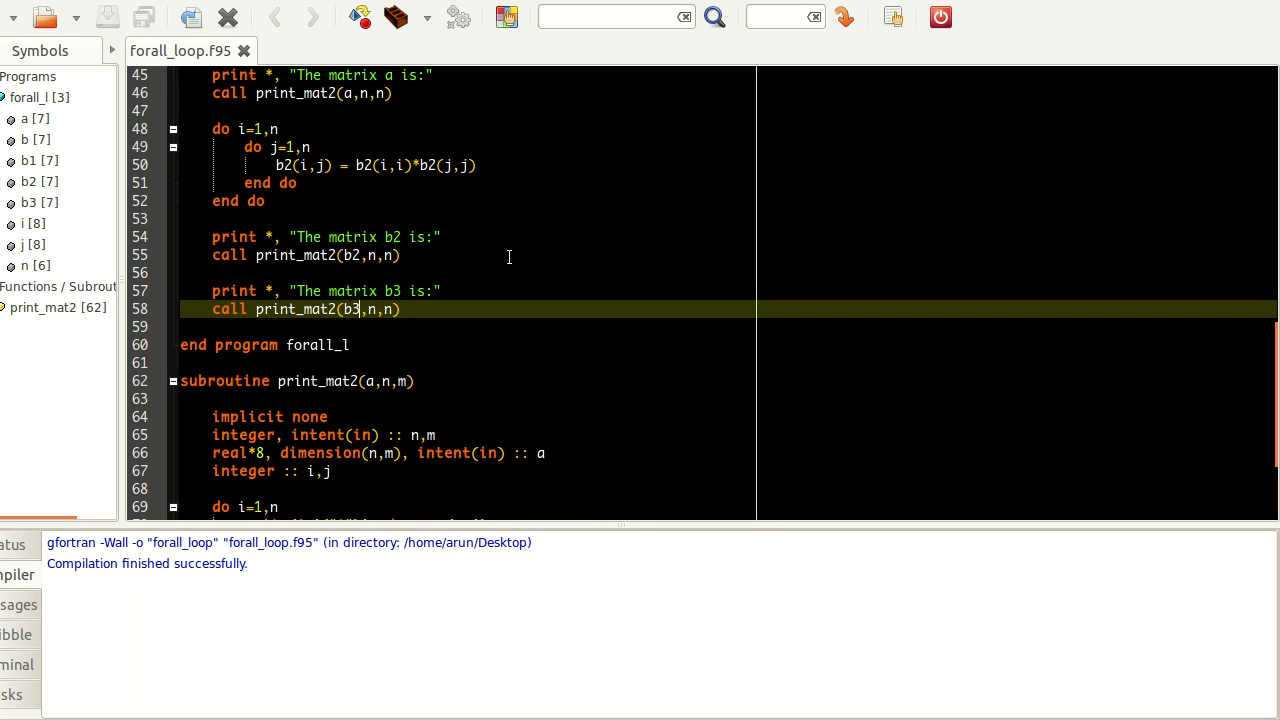 Symbols
forall_loop.f95
Programs
forall_l [3]
a [7]
b [7]
b1 [7]
b2 [7]
b3 [7]
i [8]
j [8]
n [6]
Functions / Subrout
print_mat2 [62]
45 print *, "The matrix a is:"
46 call print_mat2(a,n,n)
47
48 do i=1,n
49 do j=1,n
50 b2(i,j) = b2(i,i)*b2(j,j)
51 end do
52 end do
53
54 print *, "The matrix b2 is:"
55 call print_mat2(b2,n,n)
56
57 print *, "The matrix b3 is:"
58 call print_mat2(b3,n,n)
59
60 end program forall_l
61
62 subroutine print_mat2(a,n,m)
63
64 implicit none
65 integer, intent(in) :: n,m
66 real*8, dimension(n,m), intent(in) :: a
67 integer :: i,j
68
69 do i=1,n
atus
mpiler
ssages
ibble
minal
sks
gfortran -Wall -o "forall_loop" "forall_loop.f95" (in directory: /home/arun/Desktop)
Compilation finished successfully.